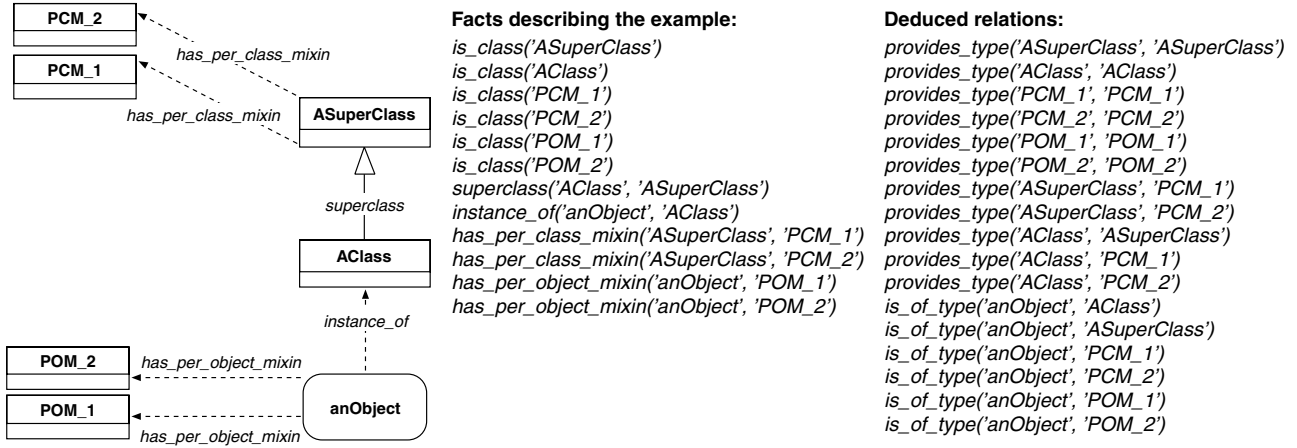 PCM_2
has_per_class_mixin
PCM_1
has_per_class_mixin
ASuperClass
superclass
AClass
instance_of
POM_2
has_per_object_mixin
POM_1
has_per_object_mixin
anObject
Facts describing the example:
is_class('ASuperClass')
is_class('AClass')
is_class('PCM_1')
is_class('PCM_2')
is_class('POM_1')
is_class('POM_2')
superclass('AClass', 'ASuperClass')
instance_of('anObject', 'AClass')
has_per_class_mixin('ASuperClass', 'PCM_1')
has_per_class_mixin('ASuperClass', 'PCM_2')
has_per_object_mixin('anObject', 'POM_1')
has_per_object_mixin('anObject', 'POM_2')
Deduced relations:
provides_type('ASuperClass', 'ASuperClass')
provides_type('AClass', 'AClass')
provides_type('PCM_1', 'PCM_1')
provides_type('PCM_2', 'PCM_2')
provides_type('POM_1', 'POM_1')
provides_type('POM_2', 'POM_2')
provides_type('ASuperClass', 'PCM_1')
provides_type('ASuperClass', 'PCM_2')
provides_type('AClass', 'ASuperClass')
provides_type('AClass', 'PCM_1')
provides_type('AClass', 'PCM_2')
is_of_type('anObject', 'AClass')
is_of_type('anObject', 'ASuperClass')
is_of_type('anObject', 'PCM_1')
is_of_type('anObject', 'PCM_2')
is_of_type('anObject', 'POM_1')
is_of_type('anObject', 'POM_2')